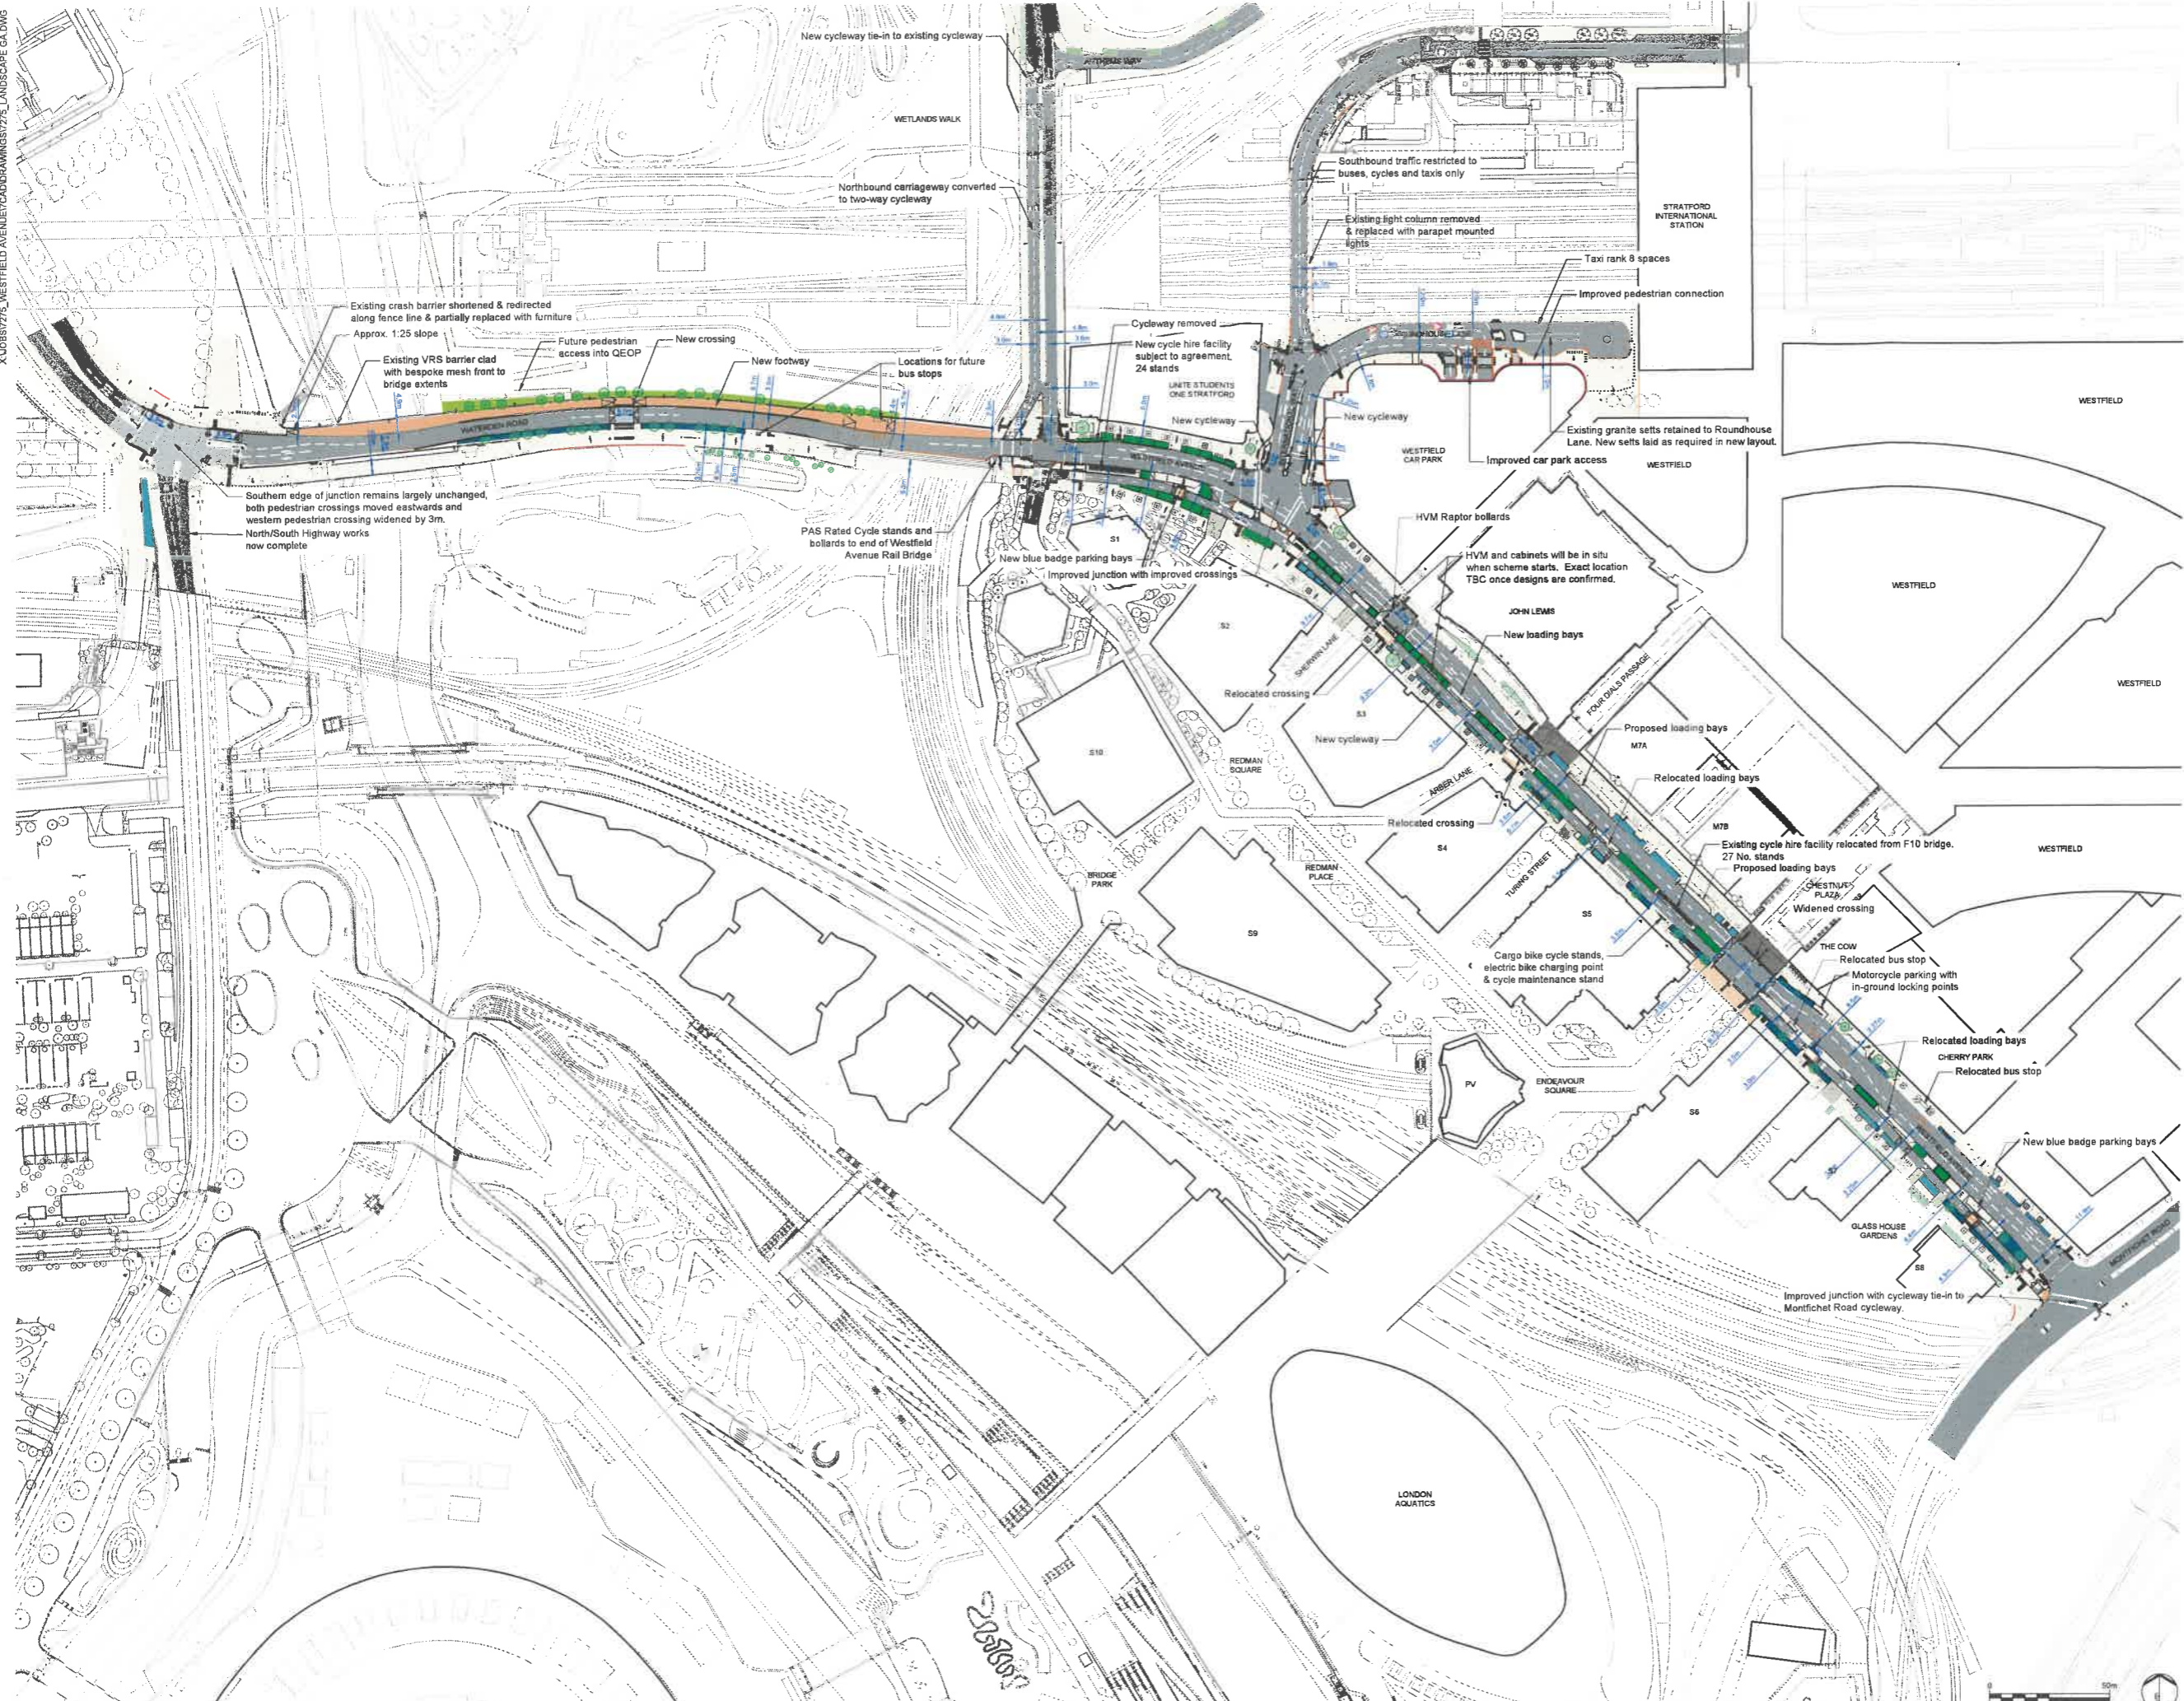 X:\JOBS\7275_WESTFIELD AVENUE\7CAD\DRAWINGS\7275_LANDSCAPE GA.DWG
New cycleway tie-in to existing cycleway
WETLANDS WALK
Northbound carriageway converted
to two-way cycleway
Southbound traffic restricted to
buses, cycles and taxis only
Existing light column removed
& replaced with parapet mounted
lights
STRATFORD
INTERNATIONAL
STATION
Taxi rank 8 spaces
Improved pedestrian connection
Existing crash barrier shortened & redirected
along fence line & partially replaced with furniture
Approx. 1:25 slope
Existing VRS barrier clad
with bespoke mesh front to
bridge extents
Future pedestrian
access into QEOP
New crossing
New footway
Locations for future
bus stops
WATERDEN ROAD
Cycleway removed
New cycle hire facility
subject to agreement,
24 stands
UNITE STUDENTS
ONE STRATFORD
New cycleway
New cycleway
WESTFIELD
CAR PARK
Existing granite setts retained to Roundhouse
Lane. New setts laid as required in new layout.
Improved car park access
WESTFIELD
WESTFIELD
Southern edge of junction remains largely unchanged,
both pedestrian crossings moved eastwards and
western pedestrian crossing widened by 3m.
North/South Highway works
now complete
PAS Rated Cycle stands and
bollards to end of Westfield
Avenue Rail Bridge
S1
New blue badge parking bays
Improved junction with improved crossings
HVM Raptor bollards
HVM and cabinets will be in situ
when scheme starts. Exact location
TBC once designs are confirmed.
WESTFIELD
JOHN LEWIS
New loading bays
S2
SHERWIN LANE
Relocated crossing
FOUR DIALS PASSAGE
WESTFIELD
S3
New cycleway
Proposed loading bays
M7A
S10
REDMAN
SQUARE
ARBER LANE
Relocated loading bays
Relocated crossing
M7B
S4
Existing cycle hire facility relocated from F10 bridge.
27 No. stands
Proposed loading bays
WESTFIELD
BRIDGE
PARK
REDMAN
PLACE
TURING STREET
CHESTNUT
PLAZA
Widened crossing
S5
S9
THE COW
Relocated bus stop
Cargo bike cycle stands,
electric bike charging point
& cycle maintenance stand
Motorcycle parking with
in-ground locking points
Relocated loading bays
CHERRY PARK
Relocated bus stop
PV
ENDEAVOUR
SQUARE
S6
New blue badge parking bays
GLASS HOUSE
GARDENS
S8
MONTFICHET ROAD
Improved junction with cycleway tie-in to
Montfichet Road cycleway.
LONDON
AQUATICS
0 50m